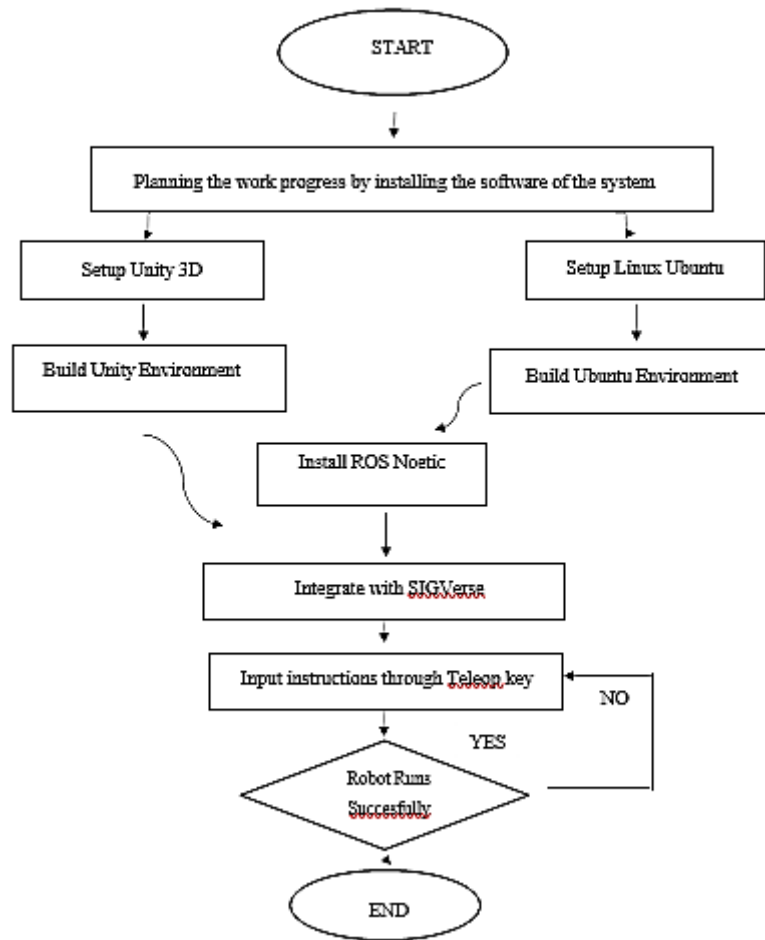 START
Planning the work progress by installing the software of the system
Setup Unity 3D
Setup Linux Ubuntu
Build Unity Environment
Build Ubuntu Environment
Install ROS Noetic
Integrate with SIGVerse
Input instructions through Teleop key
NO
YES
Robot Runs
Succesfully
END